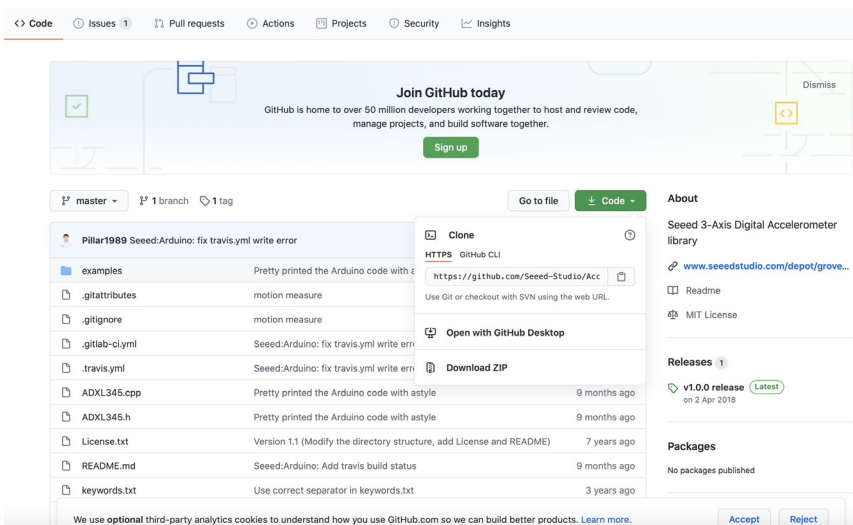 <> Code
Issues 1
Pull requests
Actions
Projects
Security
Insights
Join GitHub today
Dismiss
GitHub is home to over 50 million developers working together to host and review code,
manage projects, and build software together.
Sign up
master
1 branch
1 tag
Go to file
Code
Clone
HTTPS GitHub CLI
https://github.com/Seeed-Studio/Acc
Use Git or checkout with SVN using the web URL.
Open with GitHub Desktop
Download ZIP
Pillar1989 Seeed:Arduino: fix travis.yml write error
examples Pretty printed the Arduino code with a
.gitattributes motion measure
.gitignore motion measure
.gitlab-ci.yml Seeed:Arduino: fix travis.yml write err
.travis.yml Seeed:Arduino: fix travis.yml write err
ADXL345.cpp Pretty printed the Arduino code with astyle 9 months ago
ADXL345.h Pretty printed the Arduino code with astyle 9 months ago
License.txt Version 1.1 (Modify the directory structure, add License and README) 7 years ago
README.md Seeed:Arduino: Add travis build status 9 months ago
keywords.txt Use correct separator in keywords.txt 3 years ago
About
Seeed 3-Axis Digital Accelerometer
library
www.seeedstudio.com/depot/grove...
Readme
MIT License
Releases 1
v1.0.0 release Latest
on 2 Apr 2018
Packages
No packages published
We use optional third-party analytics cookies to understand how you use GitHub.com so we can build better products. Learn more.
Accept
Reject